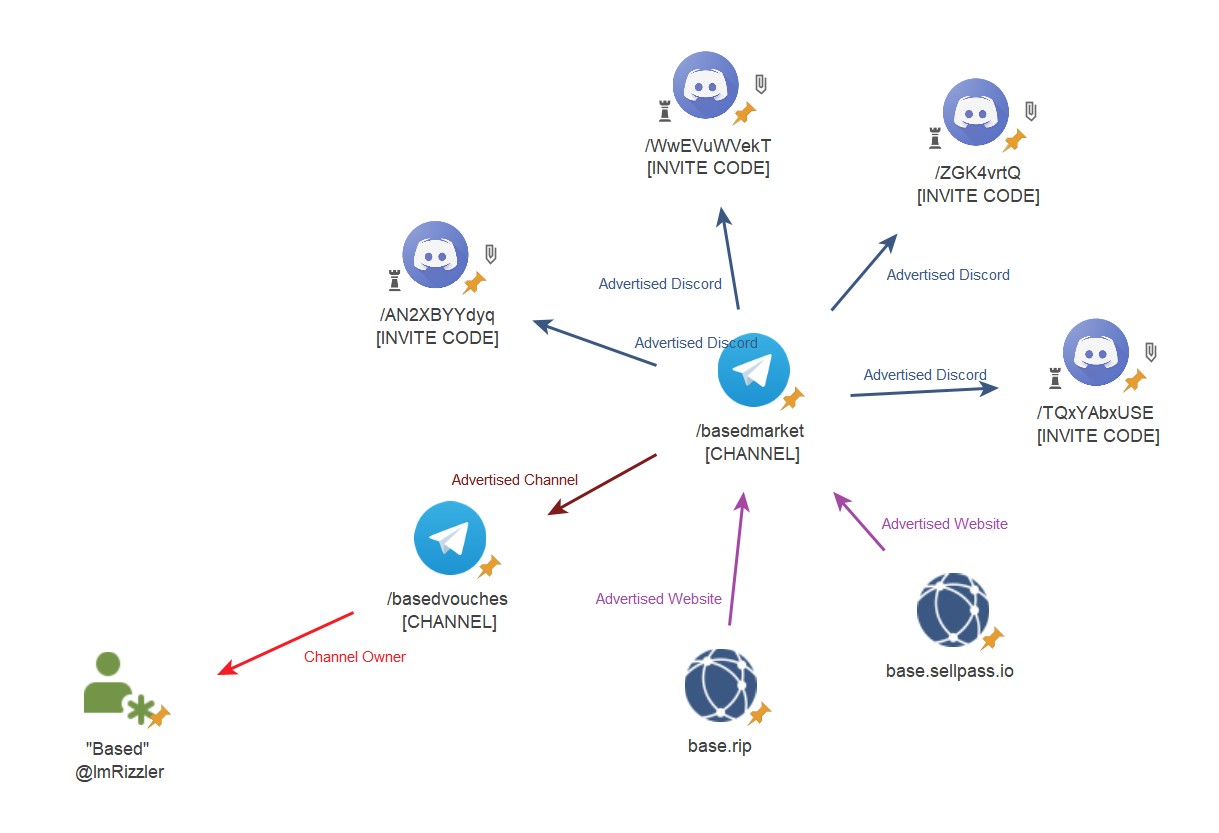 /WwEVuWVekT
[INVITE CODE]
/ZGK4vrtQ
[INVITE CODE]
Advertised Discord
Advertised Discord
/AN2XBYYdyq
[INVITE CODE]
Advertised Discord
Advertised Discord
/TQxYAbxUSE
[INVITE CODE]
/basedmarket
[CHANNEL]
Advertised Channel
Advertised Website
/basedvouches
[CHANNEL]
Advertised Website
Channel Owner
base.sellpass.io
"Based"
@ImRizzler
base.rip